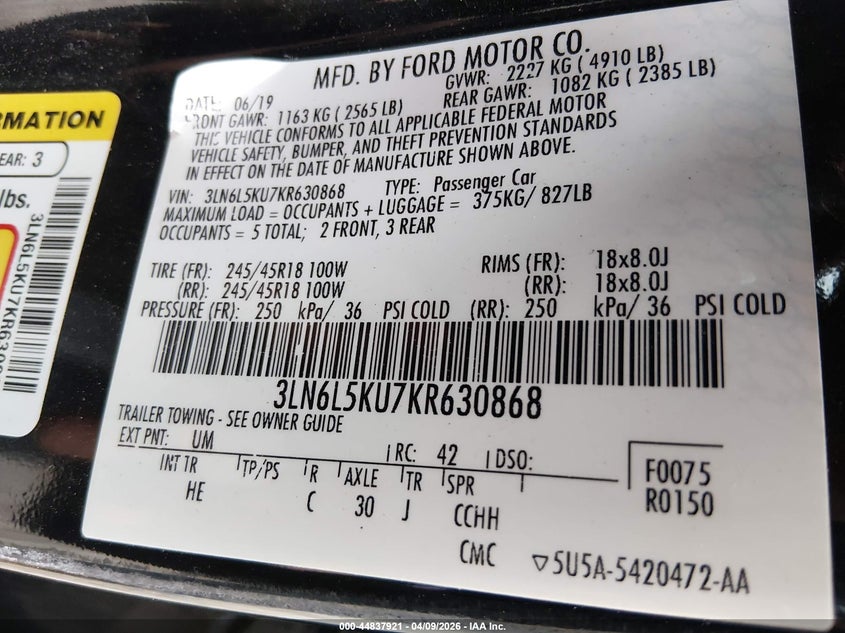 RMATION
EAR: 3
lbs.
3LN6L5KU7KR630
MFD. BY FORD MOTOR CO.
DATE: 06/19 GVWR: 2227 KG ( 4910 LB)
FRONT GAWR: 1163 KG ( 2565 LB) REAR GAWR: 1082 KG ( 2385 LB)
THIS VEHICLE CONFORMS TO ALL APPLICABLE FEDERAL MOTOR
VEHICLE SAFETY, BUMPER, AND THEFT PREVENTION STANDARDS
IN EFFECT ON THE DATE OF MANUFACTURE SHOWN ABOVE.
VIN: 3LN6L5KU7KR630868 TYPE: Passenger Car
MAXIMUM LOAD = OCCUPANTS + LUGGAGE = 375KG/ 827LB
OCCUPANTS = 5 TOTAL; 2 FRONT, 3 REAR
TIRE (FR): 245/45R18 100W RIMS (FR): 18x8.0J
(RR): 245/45R18 100W (RR): 18x8.0J
PRESSURE (FR): 250 kPa/ 36 PSI COLD (RR): 250 kPa/ 36 PSI COLD
3LN6L5KU7KR630868
TRAILER TOWING - SEE OWNER GUIDE
EXT PNT: UM RC: 42 DSO:
INT TR TP/PS R AXLE TR SPR
HE C 30 J CCHH
CMC
F0075
R0150
▽5U5A-5420472-AA
000-44837921 - 04/09/2026 - IAA Inc.